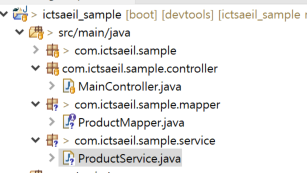 > ictsaeil_sample [boot] [devtools] [ictsaeil_sample
> src/main/java
> com.ictsaeil.sample
> com.ictsaeil.sample.controller
> MainController.java
> com.ictsaeil.sample.mapper
ProductMapper.java
> com.ictsaeil.sample.service
ProductService.java